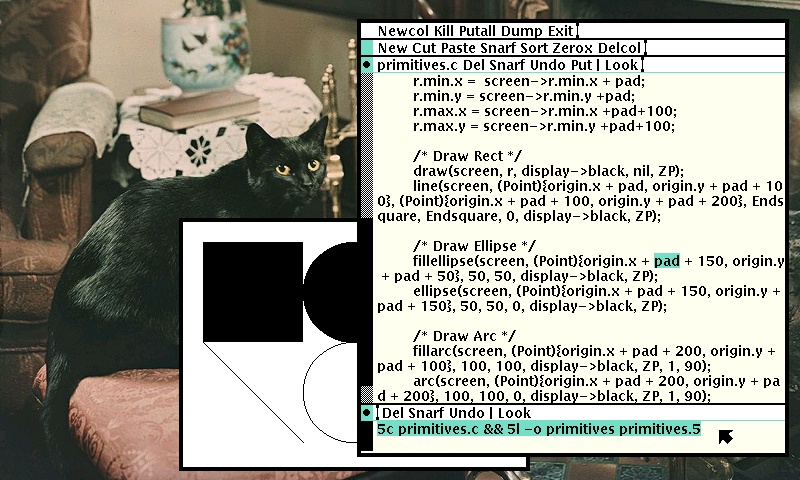 Newcol Kill Putall Dump Exit
New Cut Paste Snarf Sort Zerox Delcol
primitives.c Del Snarf Undo Put | Look
r.min.x =  screen->r.min.x + pad;
r.min.y = screen->r.min.y +pad;
r.max.x = screen->r.min.x +pad+100;
r.max.y = screen->r.min.y +pad+100;
/* Draw Rect */
draw(screen, r, display->black, nil, ZP);
line(screen, (Point){origin.x + pad, origin.y + pad + 10
0}, (Point){origin.x + pad + 100, origin.y + pad + 200}, Ends
quare, Endsquare, 0, display->black, ZP);
/* Draw Ellipse */
fillellipse(screen, (Point){origin.x + pad + 150, origin.y
+ pad + 50}, 50, 50, display->black, ZP);
ellipse(screen, (Point){origin.x + pad + 150, origin.y +
pad + 150}, 50, 50, 0, display->black, ZP);
/* Draw Arc */
fillarc(screen, (Point){origin.x + pad + 200, origin.y +
pad + 100}, 100, 100, display->black, ZP, 1, 90);
arc(screen, (Point){origin.x + pad + 200, origin.y + pa
d + 200}, 100, 100, 0, display->black, ZP, 1, 90);
Del Snarf Undo | Look
5c primitives.c && 5l -o primitives primitives.5